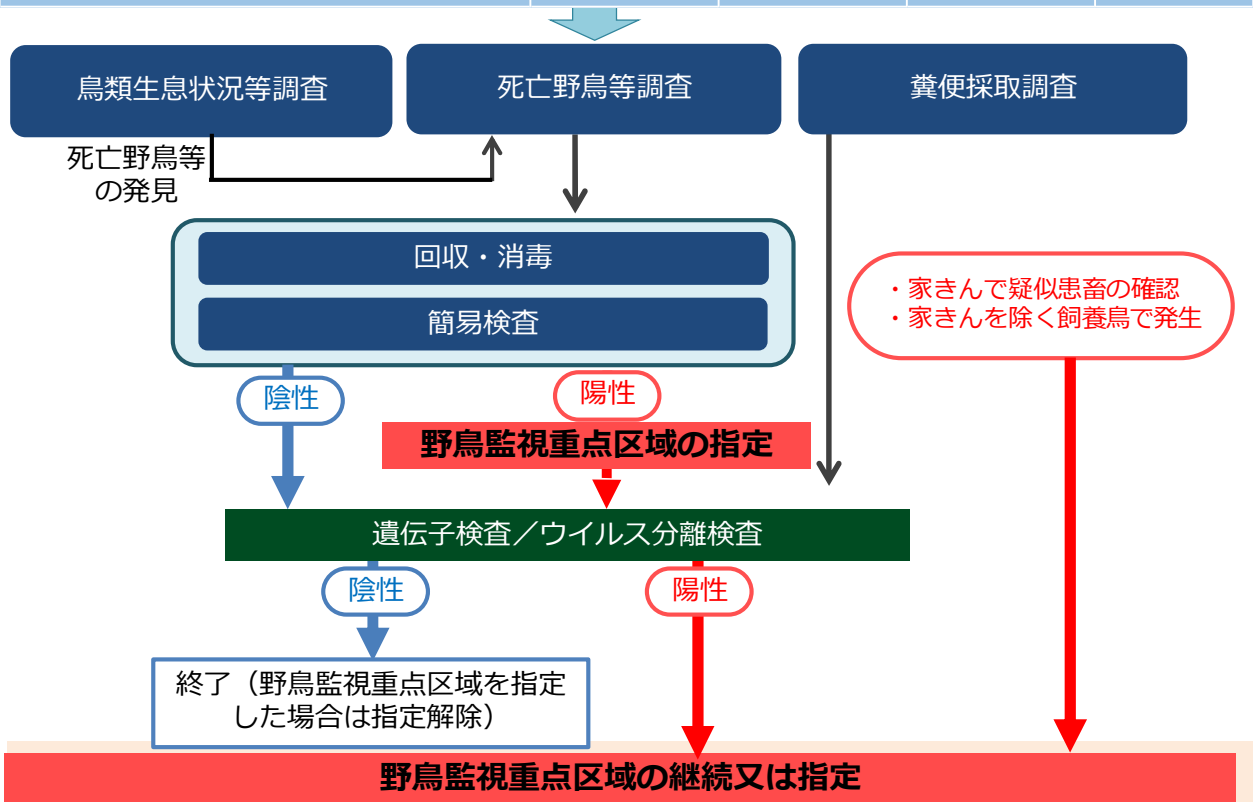 鳥類生息状況等調査
死亡野鳥等調査
糞便採取調査
死亡野鳥等
の発見
回収・消毒
簡易検査
・家きんで疑似患畜の確認
・家きんを除く飼養鳥で発生
陰性
陽性
野鳥監視重点区域の指定
遺伝子検査／ウイルス分離検査
陰性
陽性
終了（野鳥監視重点区域を指定
した場合は指定解除）
野鳥監視重点区域の継続又は指定